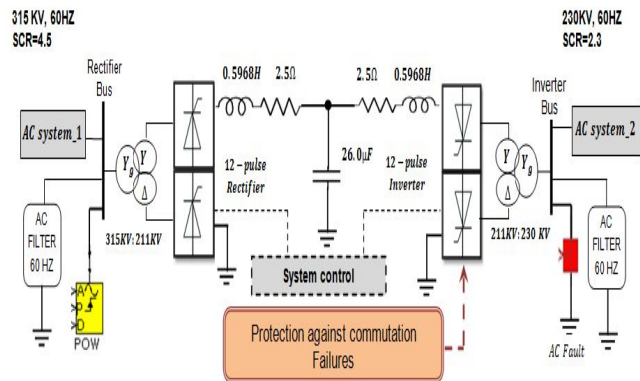 315 KV, 60HZ
SCR=4.5
230KV, 60HZ
SCR=2.3
Rectifier
Bus
0.5968H
2.5Ω
2.5Ω
0.5968H
Inverter
Bus
AC system_1
AC system_2
Y_g
Y
Δ
12 – pulse
Rectifier
26.0μF
12 – pulse
Inverter
Y
Y_g
Δ
AC
FILTER
60 HZ
315KV: 211KV
211KV: 230 KV
AC
FILTER
60 HZ
System control
A
POW
Protection against commutation
Failures
AC Fault